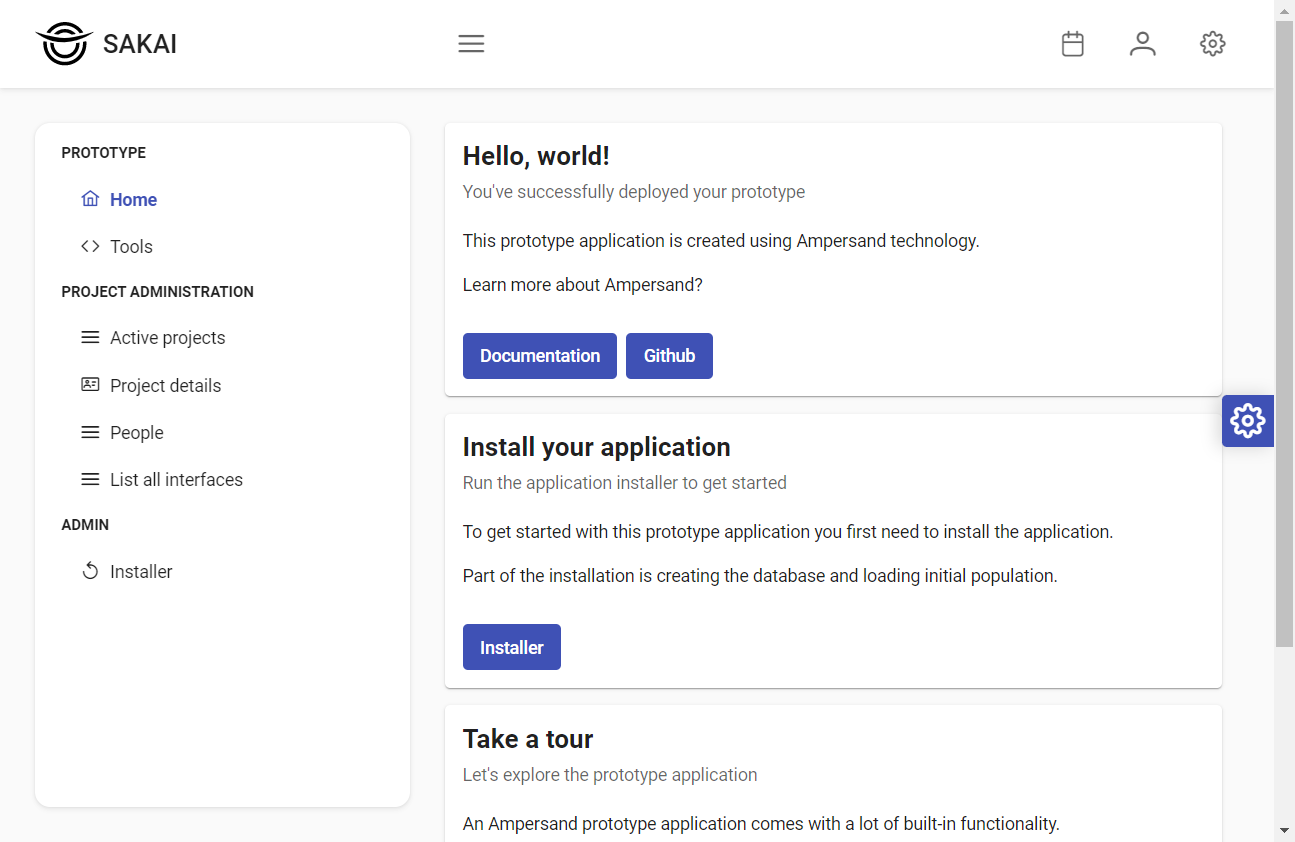 SAKAI
PROTOTYPE
Home
Tools
PROJECT ADMINISTRATION
Active projects
Project details
People
List all interfaces
ADMIN
Installer
Hello, world!
You've successfully deployed your prototype
This prototype application is created using Ampersand technology.
Learn more about Ampersand?
Documentation Github
Install your application
Run the application installer to get started
To get started with this prototype application you first need to install the application.
Part of the installation is creating the database and loading initial population.
Installer
Take a tour
Let's explore the prototype application
An Ampersand prototype application comes with a lot of built-in functionality.